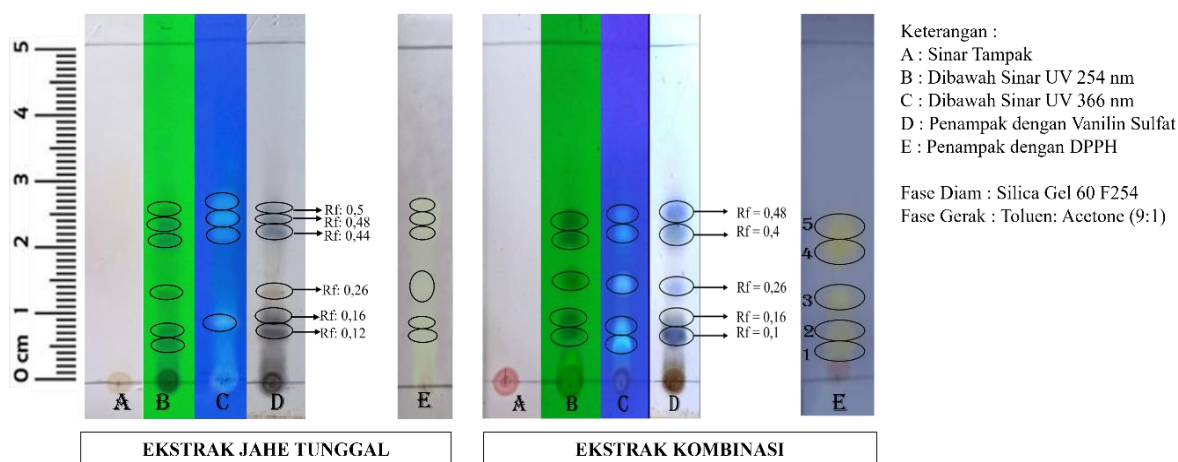 5
4
3
2
1
0 cm
A
B
C
D
Rf: 0,5
Rf: 0,48
Rf: 0,44
Rf: 0,26
Rf: 0,16
Rf: 0,12
E
EKSTRAK JAHE TUNGGAL
A
B
C
D
Rf = 0,48
Rf = 0,4
Rf = 0,26
Rf = 0,16
Rf = 0,1
5
4
3
2
1
E
EKSTRAK KOMBINASI
Keterangan :
A : Sinar Tampak
B : Dibawah Sinar UV 254 nm
C : Dibawah Sinar UV 366 nm
D : Penampak dengan Vanilin Sulfat
E : Penampak dengan DPPH
Fase Diam : Silica Gel 60 F254
Fase Gerak : Toluen: Acetone (9:1)